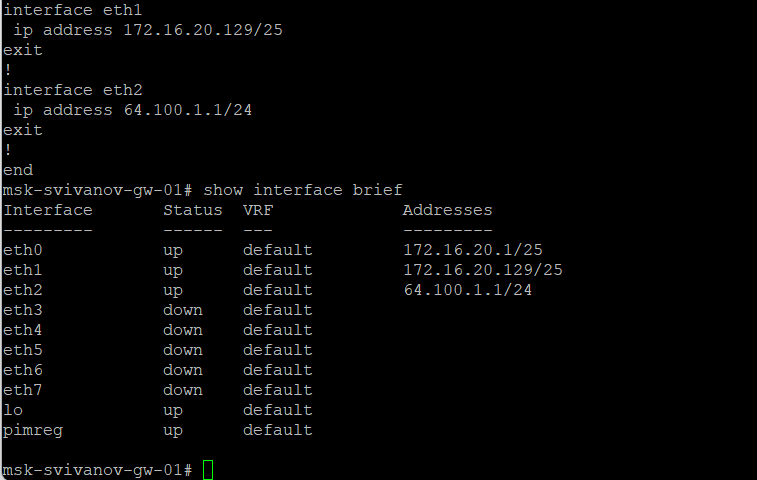 interface eth1
 ip address 172.16.20.129/25
exit
!
interface eth2
 ip address 64.100.1.1/24
exit
!
end
msk-svivanov-gw-01# show interface brief
Interface       Status  VRF             Addresses
---------       ------  ---             ---------
eth0            up      default         172.16.20.1/25
eth1            up      default         172.16.20.129/25
eth2            up      default         64.100.1.1/24
eth3            down    default
eth4            down    default
eth5            down    default
eth6            down    default
eth7            down    default
lo              up      default
pimreg          up      default

msk-svivanov-gw-01#